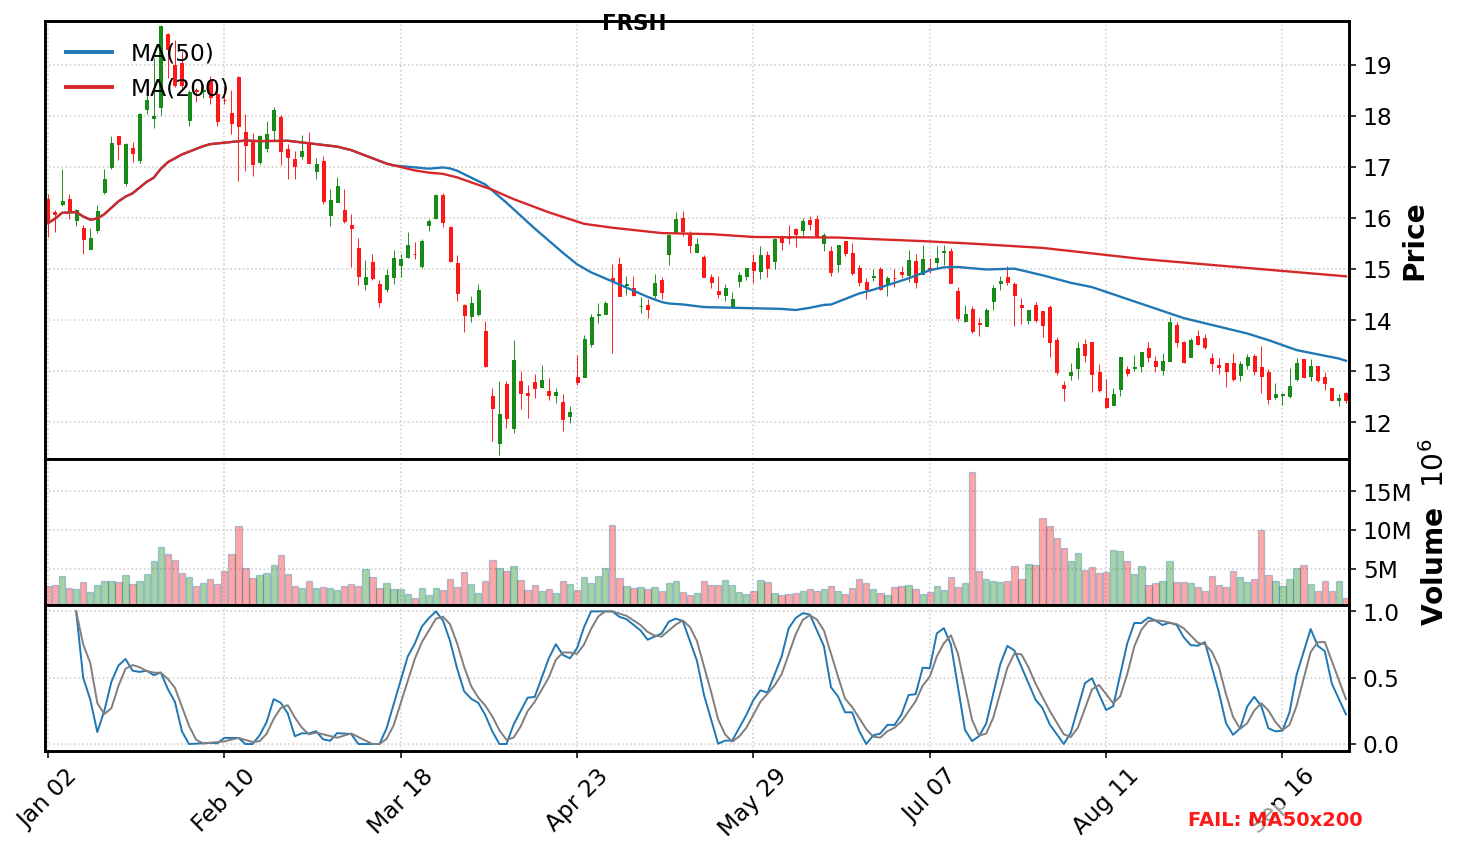 FRSH
MA(50)
MA(200)
19
18
17
16
15
14
13
12
Price
15M
10M
5M
Volume 10^6
1.0
0.5
0.0
Jan 02
Feb 10
Mar 18
Apr 23
May 29
Jul 07
Aug 11
Sep 16
FAIL: MA50x200